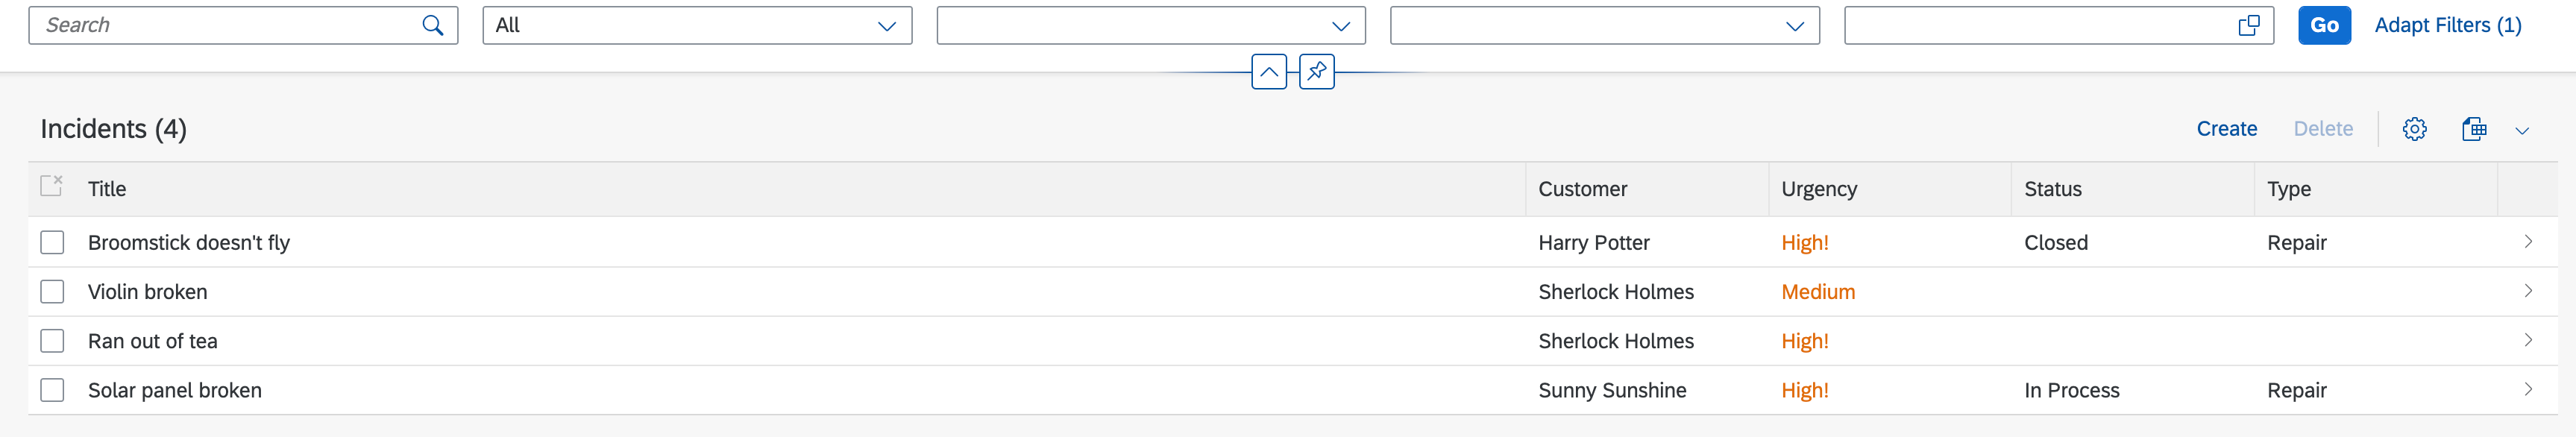 Search All Go Adapt Filters (1)
Incidents (4) Create Delete
Title Customer Urgency Status Type
Broomstick doesn't fly Harry Potter High! Closed Repair
Violin broken Sherlock Holmes Medium
Ran out of tea Sherlock Holmes High!
Solar panel broken Sunny Sunshine High! In Process Repair